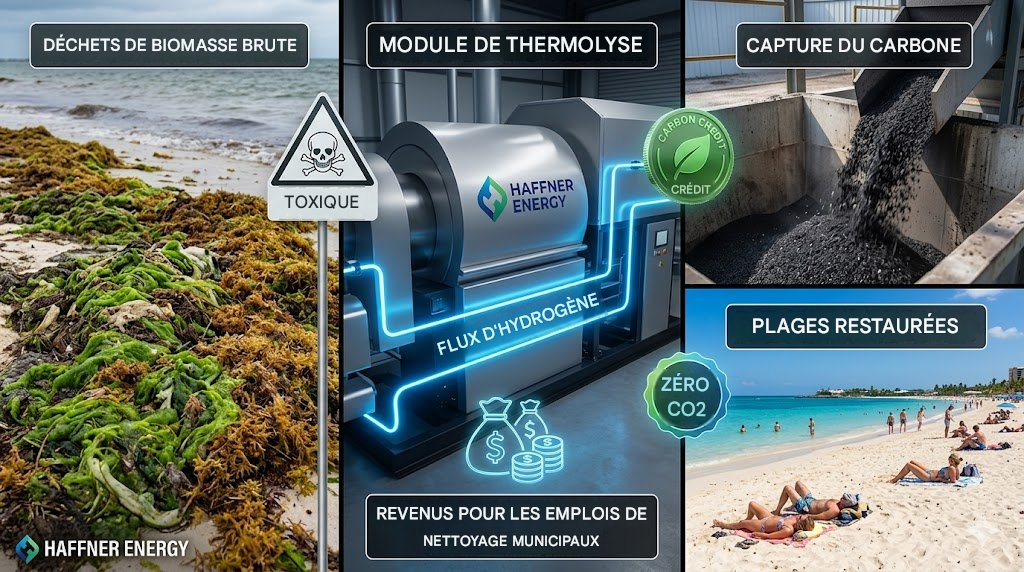 DÉCHETS DE BIOMASSE BRUTE
TOXIQUE
HAFFNER ENERGY
MODULE DE THERMOLYSE
HAFFNER
ENERGY
FLUX D'HYDROGÈNE
$
$
$
$
REVENUS POUR LES EMPLOIS DE
NETTOYAGE MUNICIPAUX
CAPTURE DU CARBONE
CARBON CREDIT
CRÉDIT
PLAGES RESTAURÉES
ZÉRO
CO2